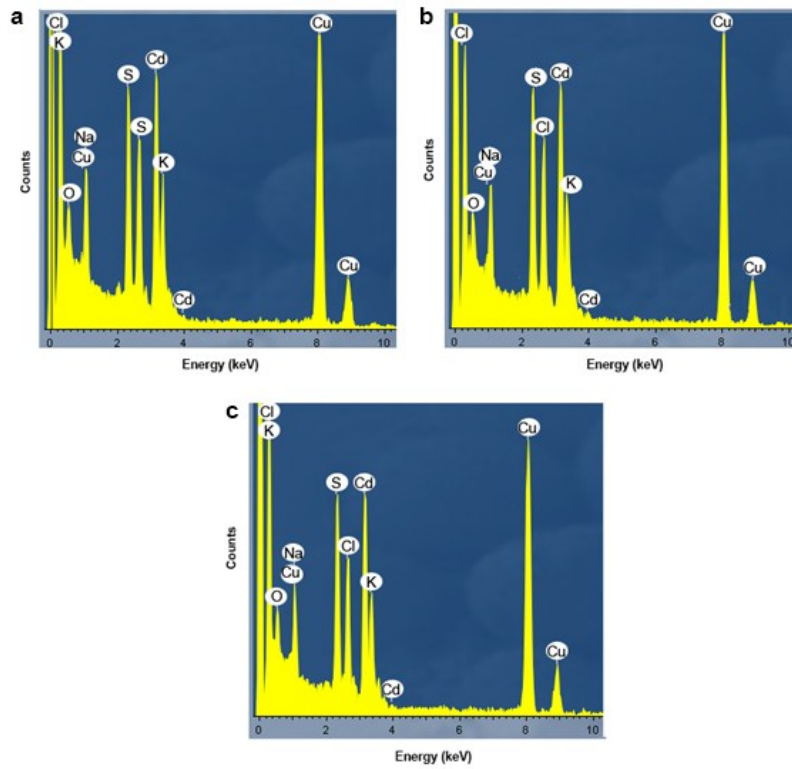 a
Cl
K
Cu
S
Cd
S
Na
Cu
K
O
Cu
Cd
Counts
0 2 4 6 8 10
Energy (keV)
b
Cl
Cu
S
Cd
Cl
Na
Cu
K
O
Cu
Cd
Counts
0 2 4 6 8 10
Energy (keV)
c
Cl
K
Cu
S
Cd
Na
Cl
Cu
K
O
Cu
Cd
Counts
0 2 4 6 8 10
Energy (keV)